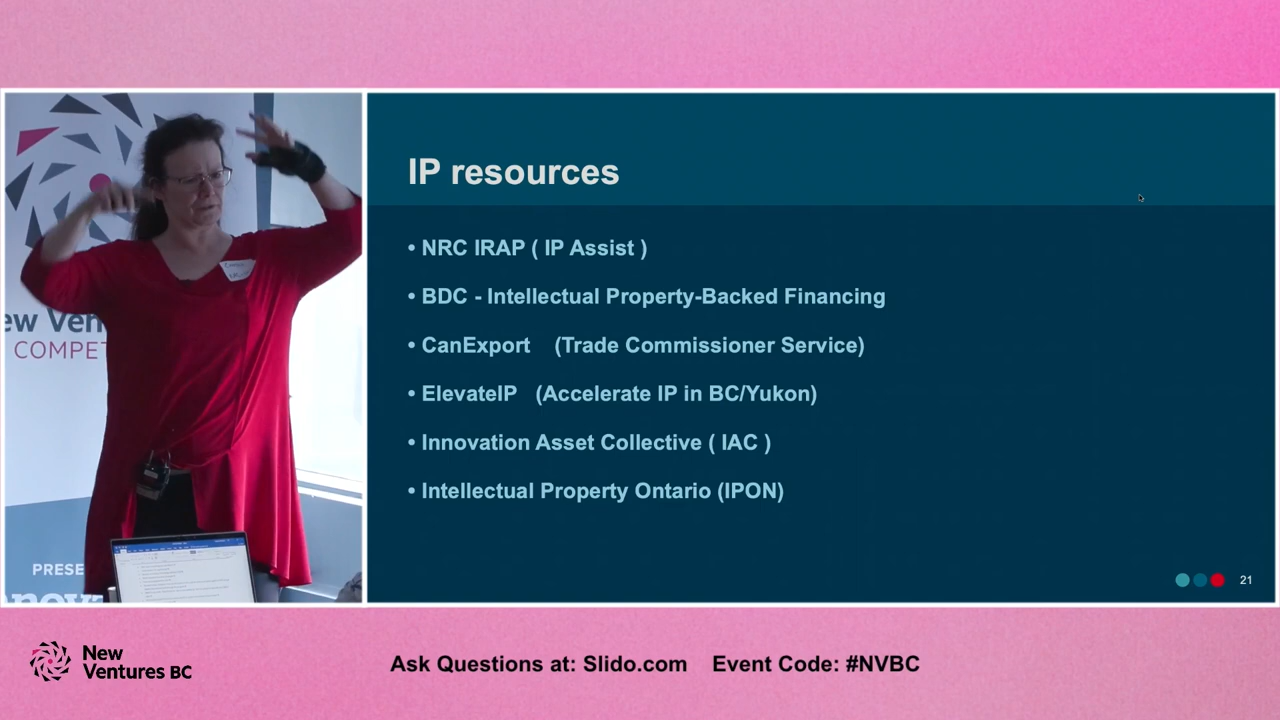 IP resources
• NRC IRAP ( IP Assist )
• BDC - Intellectual Property-Backed Financing
• CanExport (Trade Commissioner Service)
• ElevateIP (Accelerate IP in BC/Yukon)
• Innovation Asset Collective ( IAC )
• Intellectual Property Ontario (IPON)
21
ew Ven
COMPET
PRESE
nova
New
Ventures BC
Ask Questions at: Slido.com Event Code: #NVBC